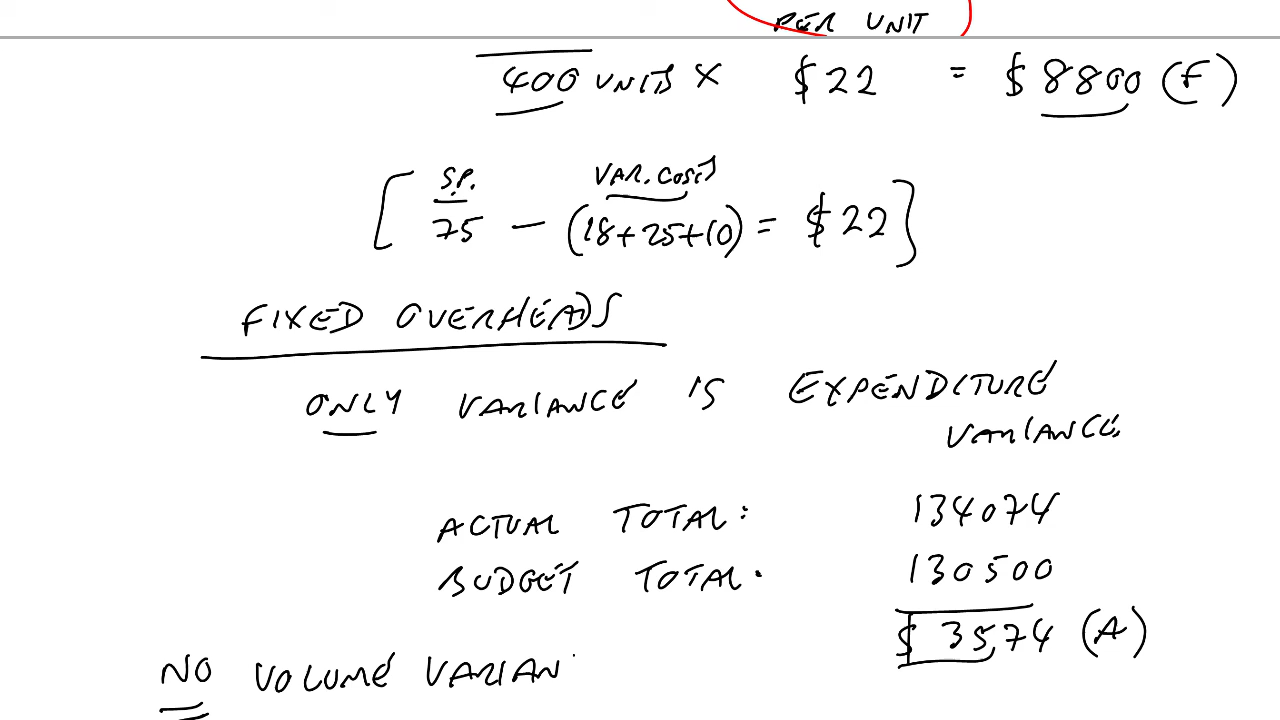 PER UNIT
400 UNITS X $22 = $8800 (F)
S.P. VAR. COSTS
[ 75 - (18+25+10) = $22 ]
FIXED OVERHEADS
ONLY VARIANCE IS EXPENDITURE
VARIANCE.
ACTUAL TOTAL: 134074
BUDGET TOTAL. 130500
$ 3574 (A)
NO VOLUME VARIAN